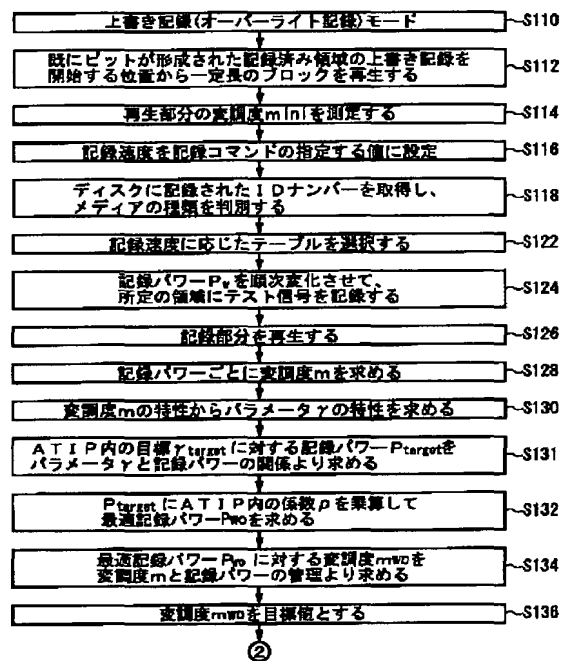 上書き記録(オーバーライト記録)モード
S110
既にピットが形成された記録済み領域の上書き記録を
開始する位置から一定長のブロックを再生する
S112
再生部分の変調度miniを測定する
S114
記録速度を記録コマンドの指定する値に設定
S116
ディスクに記録されたIDナンバーを取得し、
メディアの種類を判別する
S118
記録速度に応じたテーブルを選択する
S122
記録パワーPwを順次変化させて、
所定の領域にテスト信号を記録する
S124
記録部分を再生する
S126
記録パワーごとに変調度mを求める
S128
変調度mの特性からパラメータγの特性を求める
S130
ATIP内の目標γtargetに対する記録パワーPtargetを
パラメータγと記録パワーの関係より求める
S131
PtargetにATIP内の係数ρを乗算して
最適記録パワーPWOを求める
S132
最適記録パワーPWOに対する変調度mWOを
変調度mと記録パワーの管理より求める
S134
変調度mWOを目標値とする
S136
②